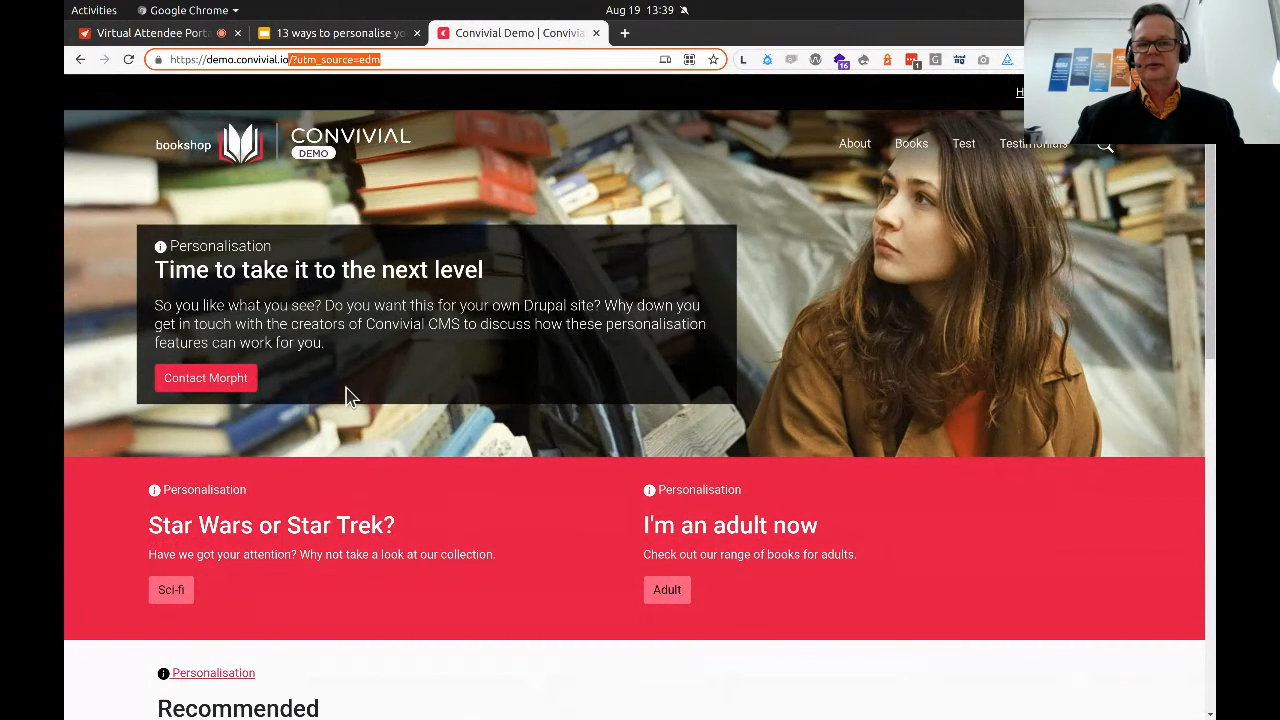 Activities
Google Chrome
Aug 19 13:39
Virtual Attendee Porta
13 ways to personalise yo
Convivial Demo | Convivia
https://demo.convivial.io/?utm_source=edm
L
16
1
G
H
bookshop
CONVIVIAL
DEMO
About
Books
Test
Testimonials
Personalisation
Time to take it to the next level
So you like what you see? Do you want this for your own Drupal site? Why down you
get in touch with the creators of Convivial CMS to discuss how these personalisation
features can work for you.
Contact Morpht
Personalisation
Star Wars or Star Trek?
Have we got your attention? Why not take a look at our collection.
Sci-fi
Personalisation
I'm an adult now
Check out our range of books for adults.
Adult
Personalisation
Recommended